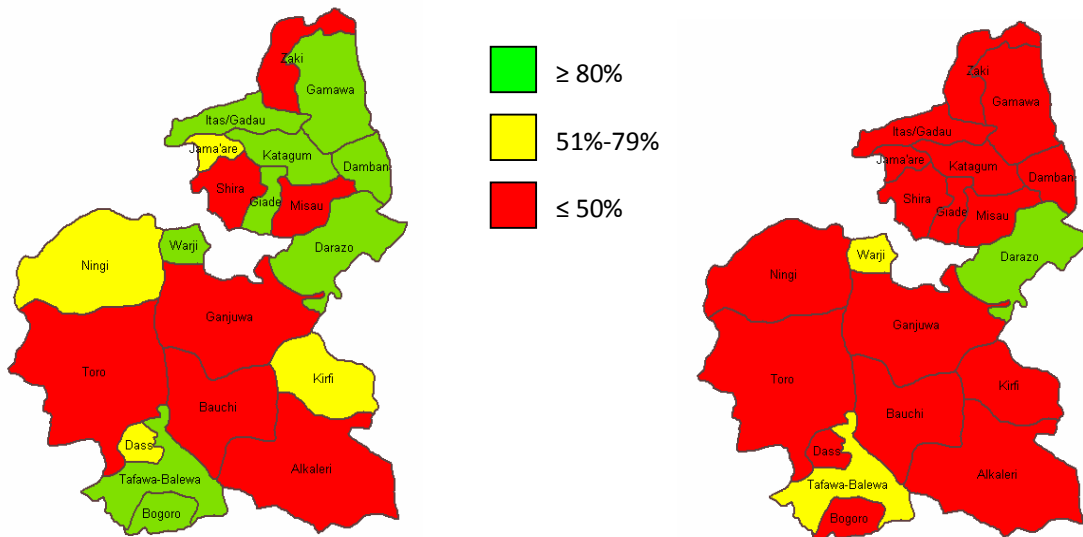 Zaki
Gamawa
Itas/Gadau
Jama'are
Katagum
Damban
Shira
Giade
Misau
Warji
Darazo
Ningi
Ganjuwa
Toro
Kirfi
Bauchi
Dass
Alkaleri
Tafawa-Balewa
Bogoro
≥ 80%
51%-79%
≤ 50%
Zaki
Gamawa
Itas/Gadau
Jama'are
Katagum
Damban
Shira
Giade
Misau
Warji
Darazo
Ningi
Ganjuwa
Toro
Kirfi
Bauchi
Dass
Alkaleri
Tafawa-Balewa
Bogoro